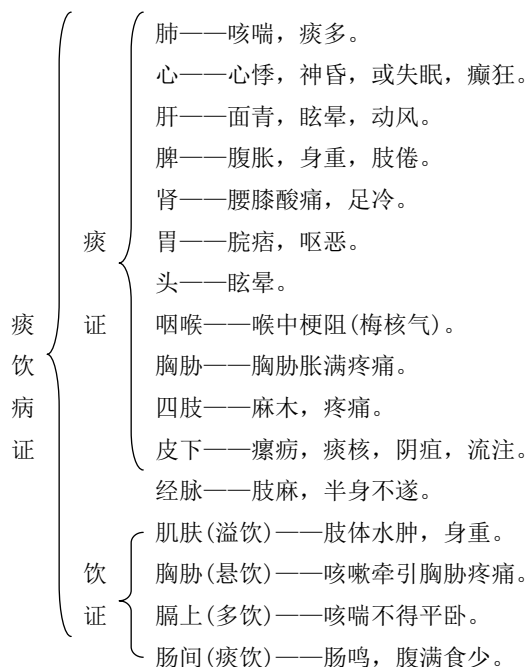 肺——咳喘，痰多。
心——心悸，神昏，或失眠，癫狂。
肝——面青，眩晕，动风。
脾——腹胀，身重，肢倦。
肾——腰膝酸痛，足冷。
痰 胃——脘痞，呕恶。
头——眩晕。
痰 证 咽喉——喉中梗阻(梅核气)。
饮 胸胁——胸胁胀满疼痛。
病 四肢——麻木，疼痛。
证 皮下——瘰疬，痰核，阴疽，流注。
经脉——肢麻，半身不遂。
肌肤(溢饮)——肢体水肿，身重。
饮 胸胁(悬饮)——咳嗽牵引胸胁疼痛。
证 膈上(多饮)——咳喘不得平卧。
肠间(痰饮)——肠鸣，腹满食少。